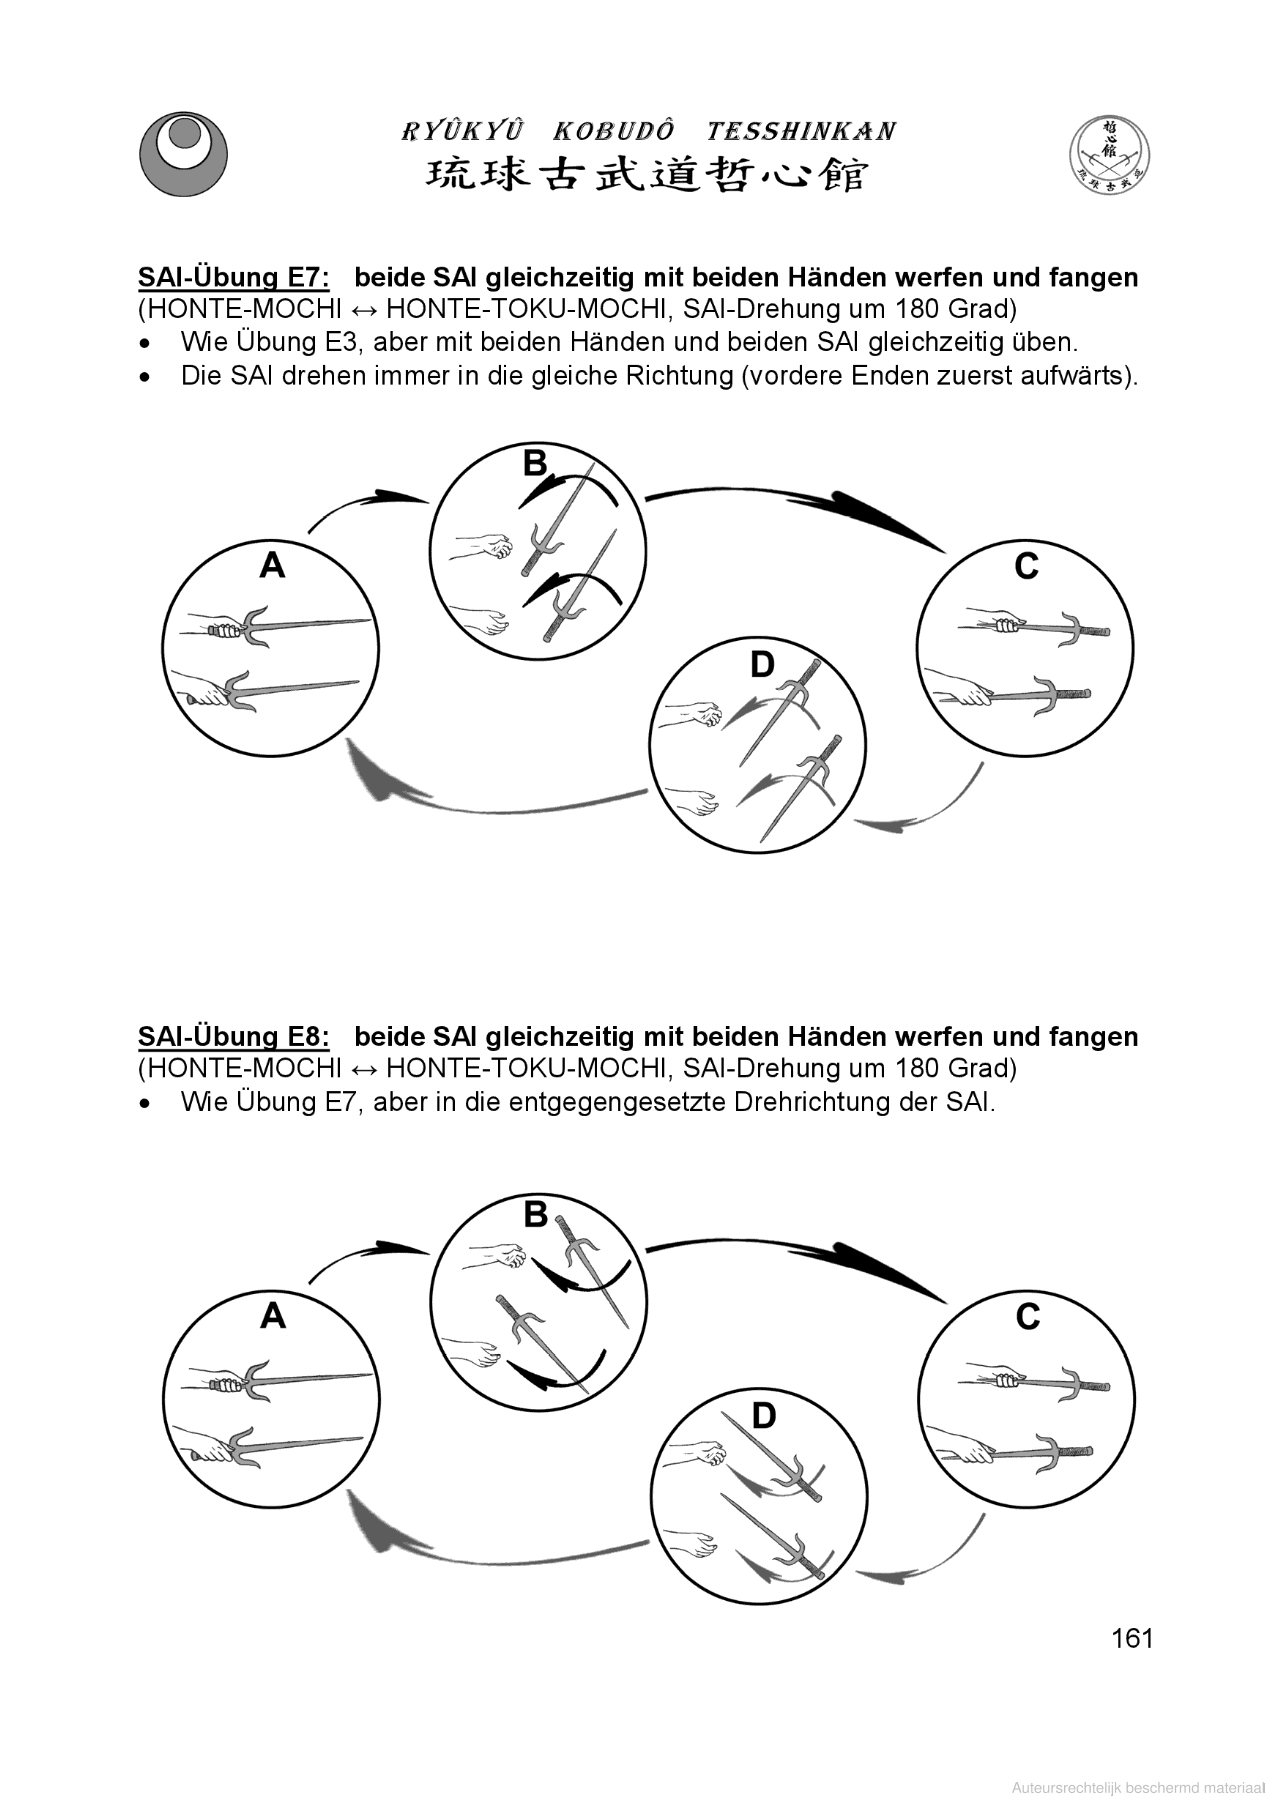 RYÛKYÛ KOBUDÔ TESSHINKAN
琉球古武道哲心館
哲心館
琉球古武道
SAI-Übung E7: beide SAI gleichzeitig mit beiden Händen werfen und fangen
(HONTE-MOCHI ↔ HONTE-TOKU-MOCHI, SAI-Drehung um 180 Grad)
• Wie Übung E3, aber mit beiden Händen und beiden SAI gleichzeitig üben.
• Die SAI drehen immer in die gleiche Richtung (vordere Enden zuerst aufwärts).
B
A
C
D
SAI-Übung E8: beide SAI gleichzeitig mit beiden Händen werfen und fangen
(HONTE-MOCHI ↔ HONTE-TOKU-MOCHI, SAI-Drehung um 180 Grad)
• Wie Übung E7, aber in die entgegengesetzte Drehrichtung der SAI.
B
A
C
D
161
Auteursrechtelijk beschermd materiaal